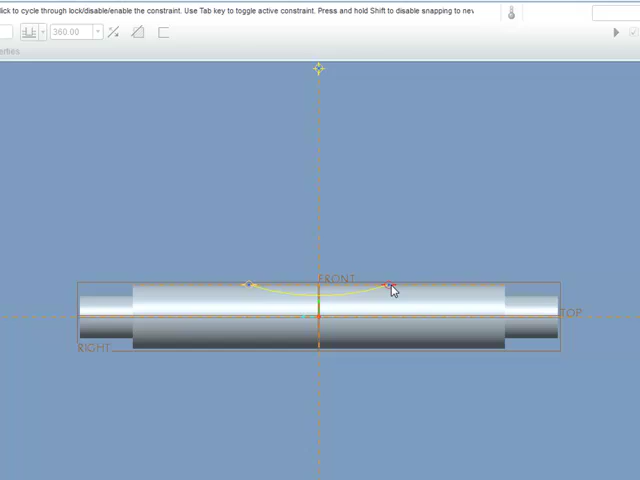 lick to cycle through lock/disable/enable the constraint. Use Tab key to toggle active constraint. Press and hold Shift to disable snapping to nev
360.00
erties
FRONT
TOP
RIGHT